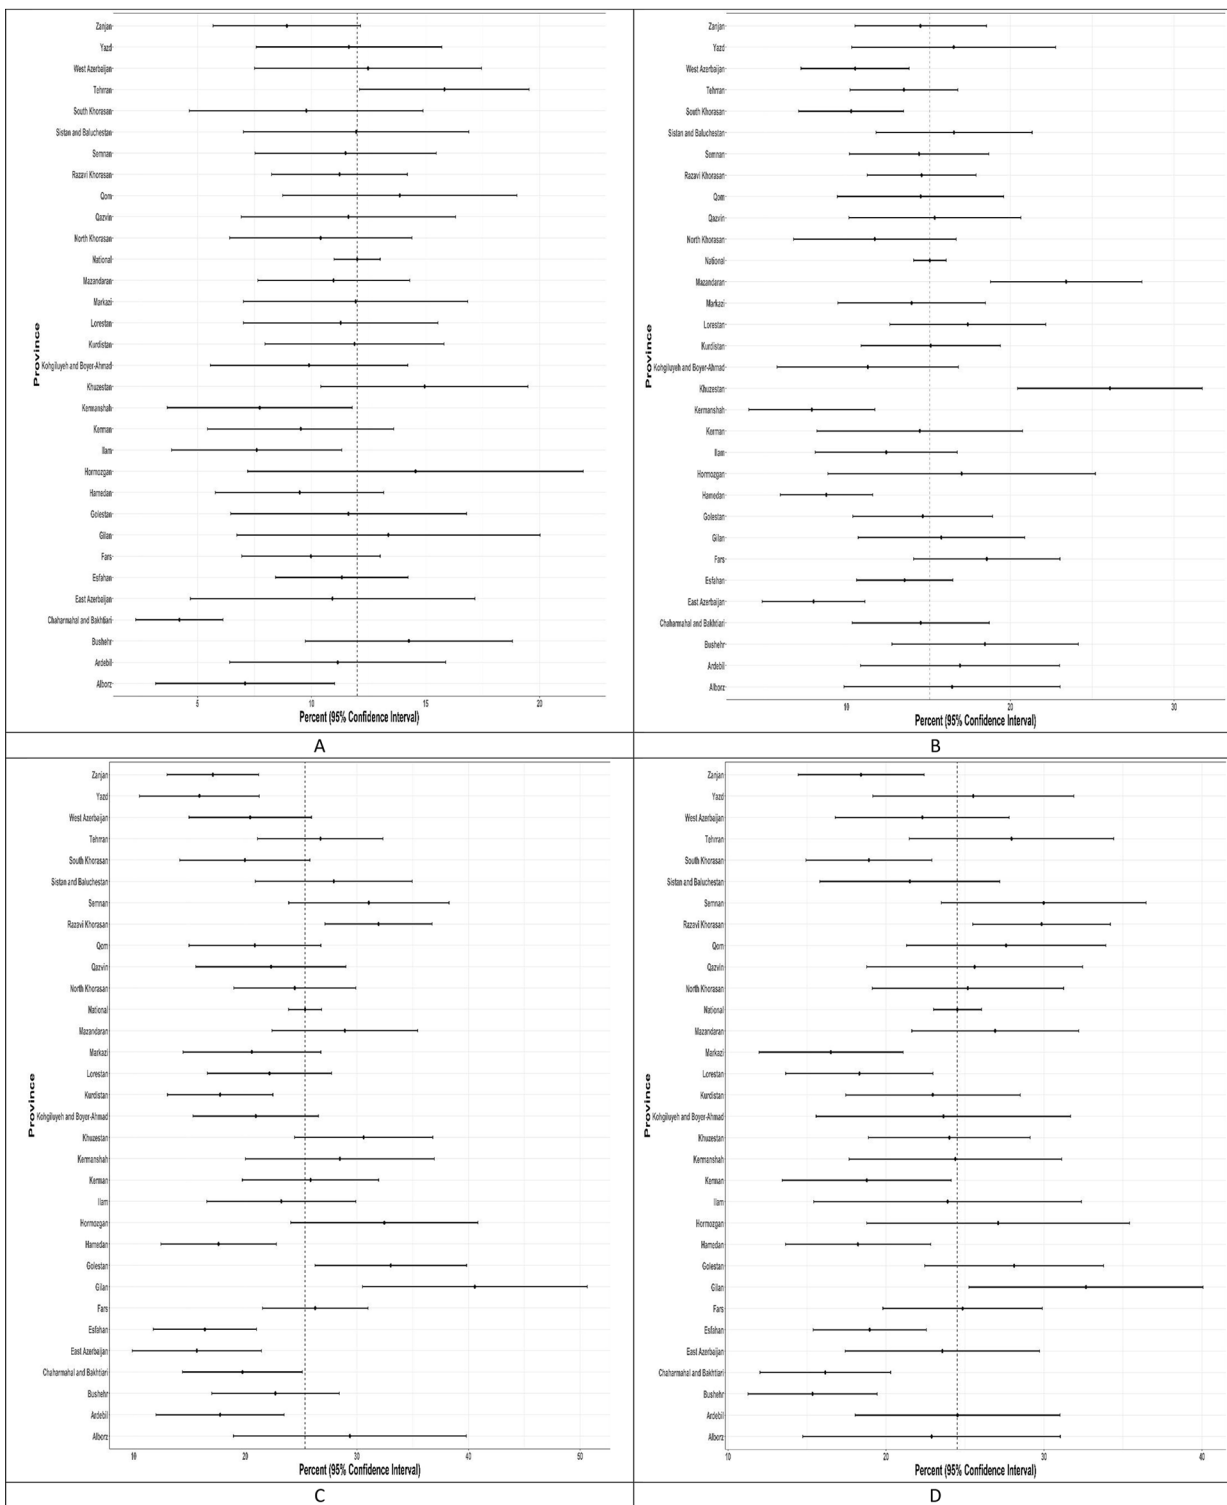 Zanjan
Yazd
West Azerbaijan
Tehran
South Khorasan
Sistan and Baluchestan
Semnan
Razavi Khorasan
Qom
Qazvin
North Khorasan
National
Mazandaran
Markazi
Lorestan
Kurdistan
Kohgiluyeh and Boyer-Ahmad
Khuzestan
Kermanshah
Kerman
Ilam
Hormozgan
Hamedan
Golestan
Gilan
Fars
Esfahan
East Azerbaijan
Chaharmahal and Bakhtiari
Bushehr
Ardebil
Alborz
Province
5 10 15 20
Percent (95% Confidence Interval)
A
Zanjan
Yazd
West Azerbaijan
Tehran
South Khorasan
Sistan and Baluchestan
Semnan
Razavi Khorasan
Qom
Qazvin
North Khorasan
National
Mazandaran
Markazi
Lorestan
Kurdistan
Kohgiluyeh and Boyer-Ahmad
Khuzestan
Kermanshah
Kerman
Ilam
Hormozgan
Hamedan
Golestan
Gilan
Fars
Esfahan
East Azerbaijan
Chaharmahal and Bakhtiari
Bushehr
Ardebil
Alborz
Province
10 20 30
Percent (95% Confidence Interval)
B
Zanjan
Yazd
West Azerbaijan
Tehran
South Khorasan
Sistan and Baluchestan
Semnan
Razavi Khorasan
Qom
Qazvin
North Khorasan
National
Mazandaran
Markazi
Lorestan
Kurdistan
Kohgiluyeh and Boyer-Ahmad
Khuzestan
Kermanshah
Kerman
Ilam
Hormozgan
Hamedan
Golestan
Gilan
Fars
Esfahan
East Azerbaijan
Chaharmahal and Bakhtiari
Bushehr
Ardebil
Alborz
Province
10 20 30 40 50
Percent (95% Confidence Interval)
C
Zanjan
Yazd
West Azerbaijan
Tehran
South Khorasan
Sistan and Baluchestan
Semnan
Razavi Khorasan
Qom
Qazvin
North Khorasan
National
Mazandaran
Markazi
Lorestan
Kurdistan
Kohgiluyeh and Boyer-Ahmad
Khuzestan
Kermanshah
Kerman
Ilam
Hormozgan
Hamedan
Golestan
Gilan
Fars
Esfahan
East Azerbaijan
Chaharmahal and Bakhtiari
Bushehr
Ardebil
Alborz
Province
10 20 30 40
Percent (95% Confidence Interval)
D